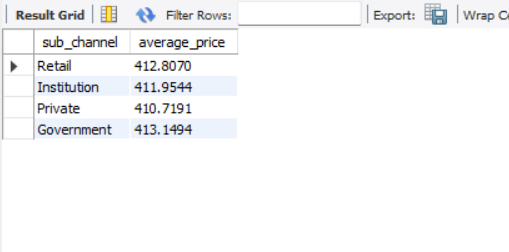 Result Grid Filter Rows: Export: Wrap Ce
sub_channel average_price
Retail 412.8070
Institution 411.9544
Private 410.7191
Government 413.1494